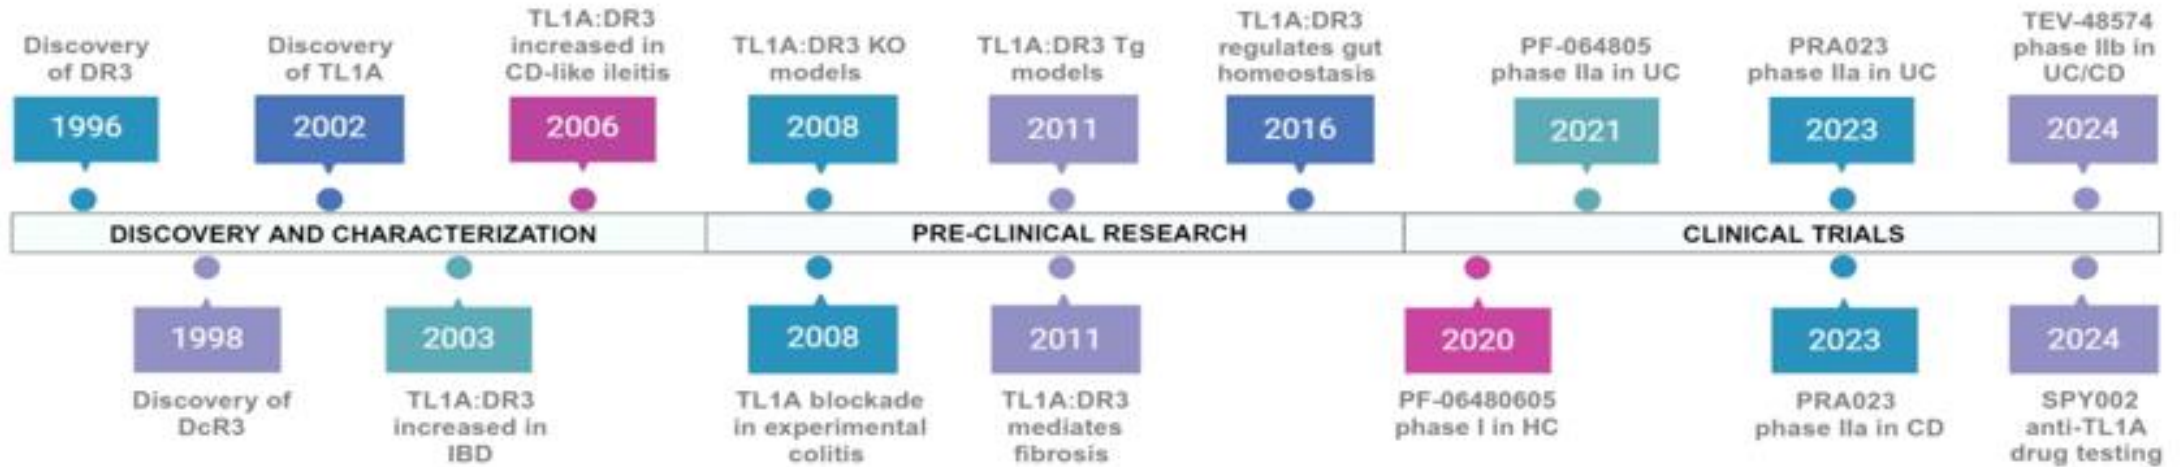 Discovery
of DR3
1996
Discovery
of TL1A
2002
TL1A:DR3
increased in
CD-like ileitis
2006
TL1A:DR3 KO
models
2008
TL1A:DR3 Tg
models
2011
TL1A:DR3
regulates gut
homeostasis
2016
PF-064805
phase IIa in UC
2021
PRA023
phase IIa in UC
2023
TEV-48574
phase IIb in
UC/CD
2024
DISCOVERY AND CHARACTERIZATION
PRE-CLINICAL RESEARCH
CLINICAL TRIALS
1998
Discovery of
DcR3
2003
TL1A:DR3
increased in
IBD
2008
TL1A blockade
in experimental
colitis
2011
TL1A:DR3
mediates
fibrosis
2020
PF-06480605
phase I in HC
2023
PRA023
phase IIa in CD
2024
SPY002
anti-TL1A
drug testing